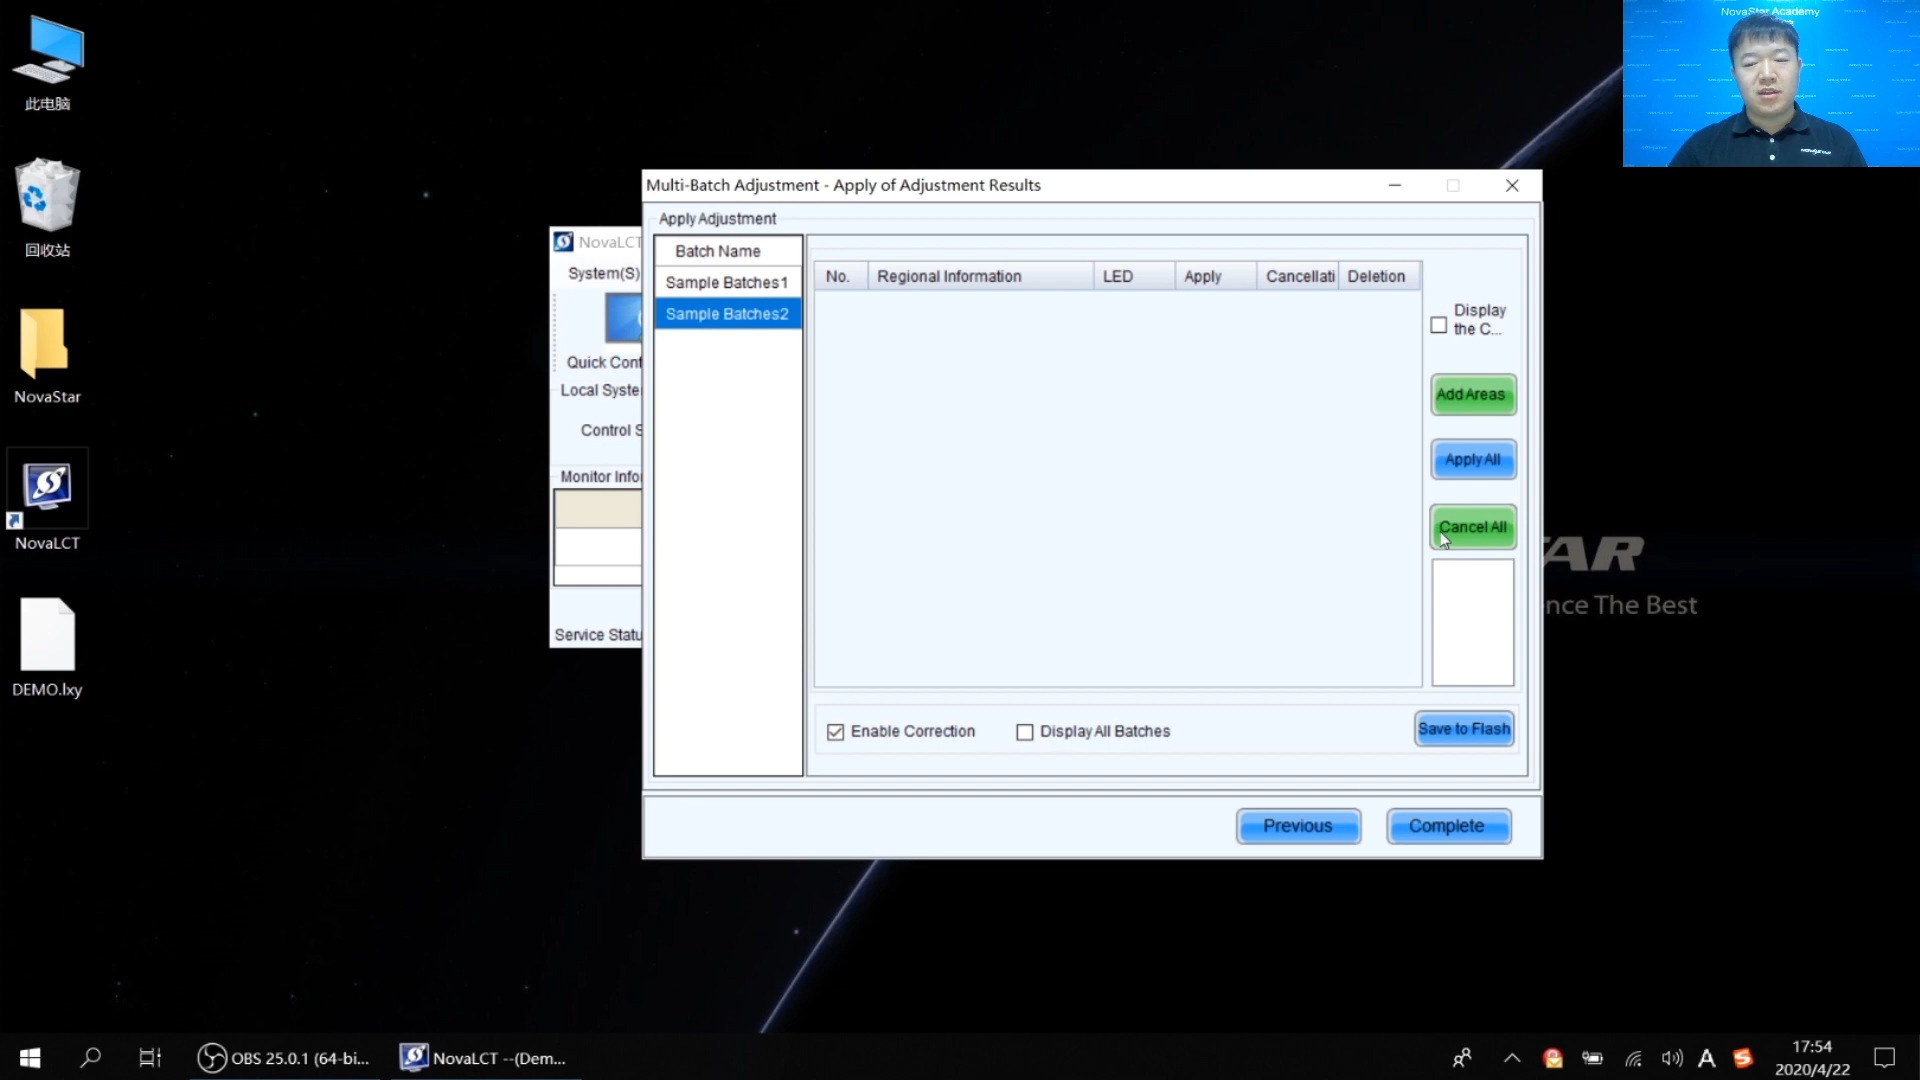 此电脑
回收站
NovaStar
NovaLCT
DEMO.lxy
NovaStar Academy
NovaLCT
System(S)
Quick Conf
Local Syste
Control S
Monitor Info
Service Statu
Multi-Batch Adjustment - Apply of Adjustment Results
Apply Adjustment
Batch Name
Sample Batches1
Sample Batches2
No. Regional Information LED Apply Cancellati Deletion
Display
the C...
Add Areas
Apply All
Cancel All
Enable Correction Display All Batches Save to Flash
Previous Complete
AR
nce The Best
OBS 25.0.1 (64-bi... NovaLCT --(Dem...
A
17:54
2020/4/22